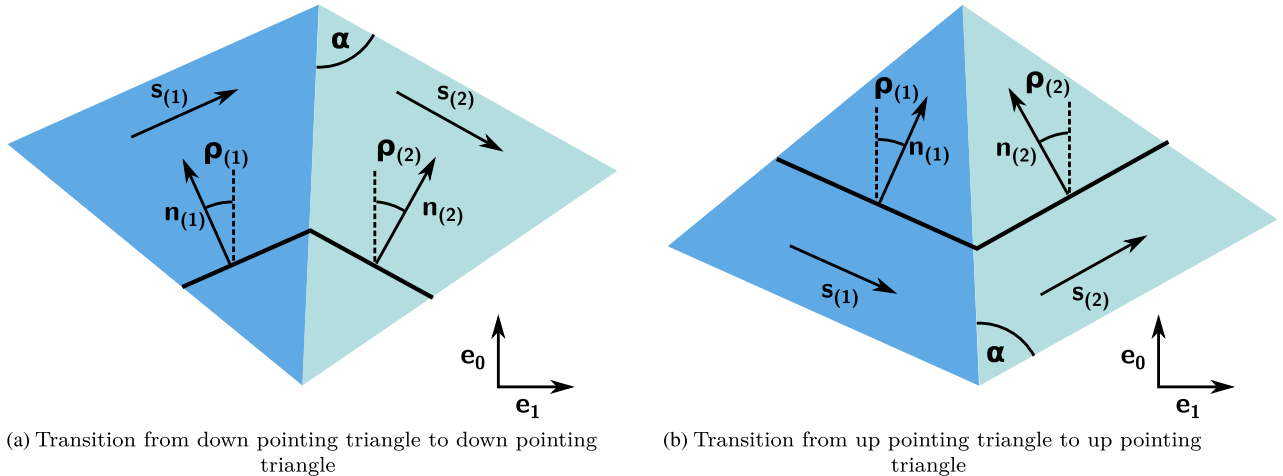 α
s(1)
s(2)
ρ(1)
ρ(2)
n(1)
n(2)
e0
e1
(a) Transition from down pointing triangle to down pointing
triangle
ρ(1)
ρ(2)
n(1)
n(2)
s(1)
s(2)
α
e0
e1
(b) Transition from up pointing triangle to up pointing
triangle